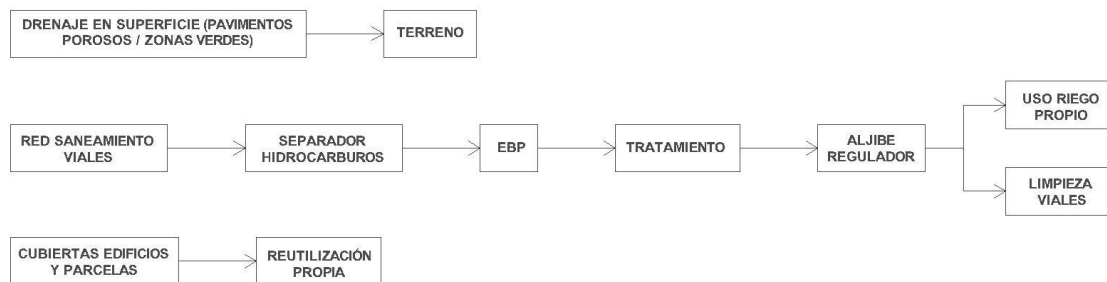 DRENAJE EN SUPERFICIE (PAVIMENTOS
POROSOS / ZONAS VERDES)
TERRENO
RED SANEAMIENTO
VIALES
SEPARADOR
HIDROCARBUROS
EBP
TRATAMIENTO
ALJIBE
REGULADOR
USO RIEGO
PROPIO
LIMPIEZA
VIALES
CUBIERTAS EDIFICIOS
Y PARCELAS
REUTILIZACIÓN
PROPIA